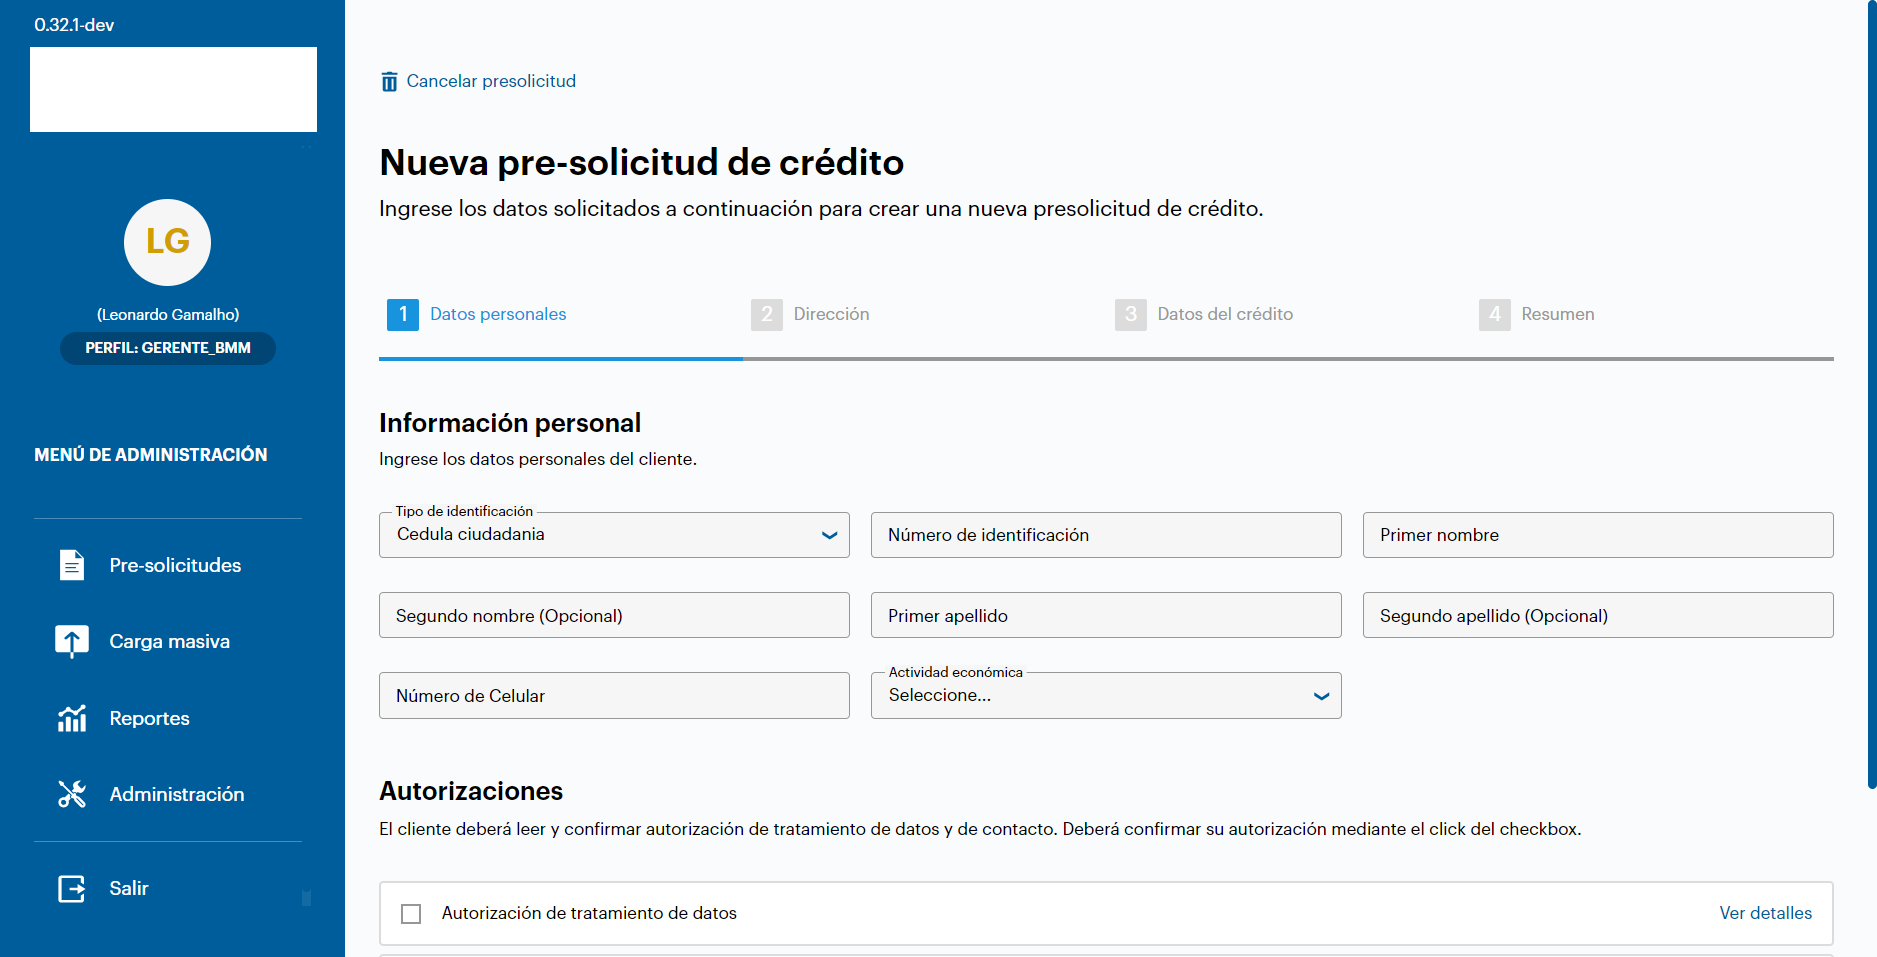 0.32.1-dev
LG
(Leonardo Gamalho)
PERFIL: GERENTE_BMM
MENÚ DE ADMINISTRACIÓN
Pre-solicitudes
Carga masiva
Reportes
Administración
Salir
Cancelar presolicitud
Nueva pre-solicitud de crédito
Ingrese los datos solicitados a continuación para crear una nueva presolicitud de crédito.
1 Datos personales
2 Dirección
3 Datos del crédito
4 Resumen
Información personal
Ingrese los datos personales del cliente.
Tipo de identificación
Cedula ciudadania
Número de identificación
Primer nombre
Segundo nombre (Opcional)
Primer apellido
Segundo apellido (Opcional)
Número de Celular
Actividad económica
Seleccione...
Autorizaciones
El cliente deberá leer y confirmar autorización de tratamiento de datos y de contacto. Deberá confirmar su autorización mediante el click del checkbox.
Autorización de tratamiento de datos
Ver detalles